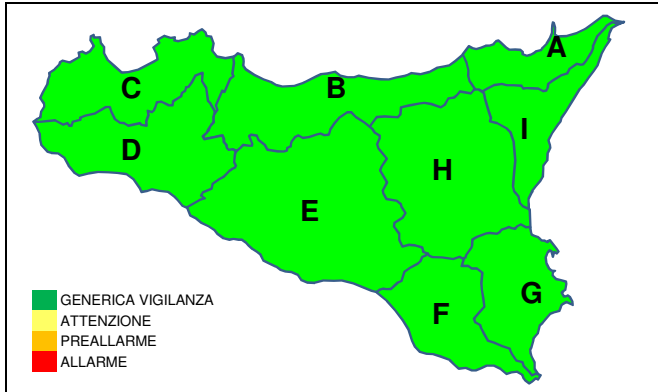 A
B
C
I
D
H
E
G
F
GENERICA VIGILANZA
ATTENZIONE
PREALLARME
ALLARME